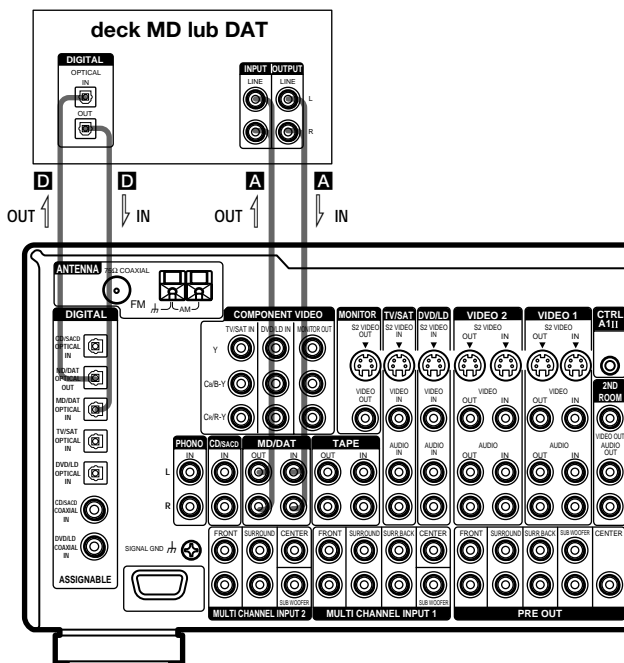 deck MD lub DAT
DIGITAL
OPTICAL
IN
OUT
INPUT OUTPUT
LINE LINE
L
R
D D A A
OUT IN OUT IN
ANTENNA 75Ω COAXIAL
FM AM
DIGITAL
CD/SACD
OPTICAL
IN
MD/DAT
OPTICAL
OUT
MD/DAT
OPTICAL
IN
TV/SAT
OPTICAL
IN
DVD/LD
OPTICAL
IN
CD/SACD
COAXIAL
IN
DVD/LD
COAXIAL
IN
ASSIGNABLE
COMPONENT VIDEO
TV/SAT IN DVD/LD IN MONITOR OUT
Y
CB/B-Y
CR/R-Y
MONITOR TV/SAT DVD/LD
S2 VIDEO OUT S2 VIDEO IN S2 VIDEO IN
VIDEO OUT VIDEO IN VIDEO IN
AUDIO IN AUDIO IN
VIDEO 2 VIDEO 1
S2 VIDEO S2 VIDEO
OUT IN OUT IN
VIDEO VIDEO
OUT IN OUT IN
AUDIO AUDIO
OUT IN OUT IN
CTRL
A1II
2ND
ROOM
VIDEO OUT
AUDIO
OUT
PHONO CD/SACD MD/DAT TAPE
IN IN OUT IN OUT IN
L
R
SIGNAL GND
FRONT SURROUND CENTER
SUB WOOFER
MULTI CHANNEL INPUT 2
FRONT SURROUND SURR BACK CENTER
SUB WOOFER
MULTI CHANNEL INPUT 1
FRONT SURROUND SURR BACK SUB WOOFER CENTER
PRE OUT